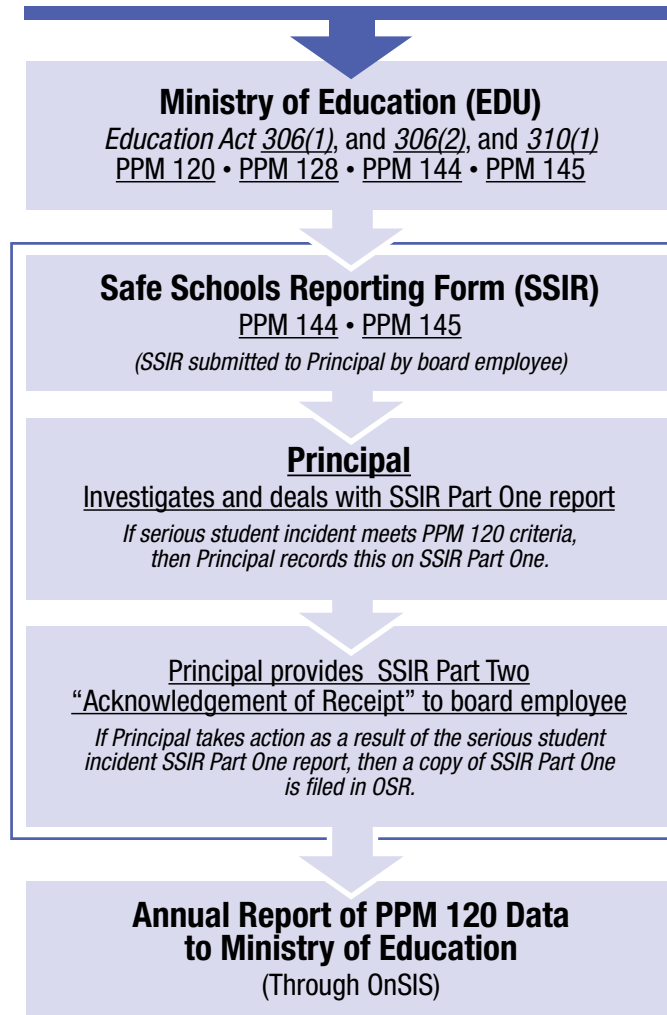 Ministry of Education (EDU)
Education Act 306(1), and 306(2), and 310(1)
PPM 120 • PPM 128 • PPM 144 • PPM 145
Safe Schools Reporting Form (SSIR)
PPM 144 • PPM 145
(SSIR submitted to Principal by board employee)
Principal
Investigates and deals with SSIR Part One report
If serious student incident meets PPM 120 criteria,
then Principal records this on SSIR Part One.
Principal provides SSIR Part Two
“Acknowledgement of Receipt” to board employee
If Principal takes action as a result of the serious student
incident SSIR Part One report, then a copy of SSIR Part One
is filed in OSR.
Annual Report of PPM 120 Data
to Ministry of Education
(Through OnSIS)